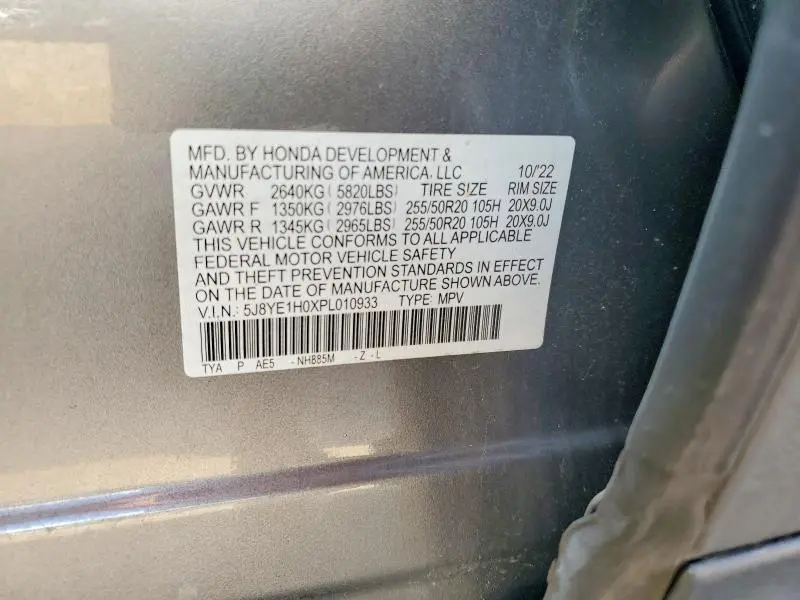 MFD. BY HONDA DEVELOPMENT &
MANUFACTURING OF AMERICA, LLC 10/'22
GVWR 2640KG ( 5820LBS) TIRE SIZE RIM SIZE
GAWR F 1350KG ( 2976LBS) 255/50R20 105H 20X9.0J
GAWR R 1345KG ( 2965LBS) 255/50R20 105H 20X9.0J
THIS VEHICLE CONFORMS TO ALL APPLICABLE
FEDERAL MOTOR VEHICLE SAFETY
AND THEFT PREVENTION STANDARDS IN EFFECT
ON THE DATE OF MANUFACTURE SHOWN ABOVE.
V.I.N.: 5J8YE1H0XPL010933 TYPE: MPV
TYA P AE5 -NH885M -Z-L